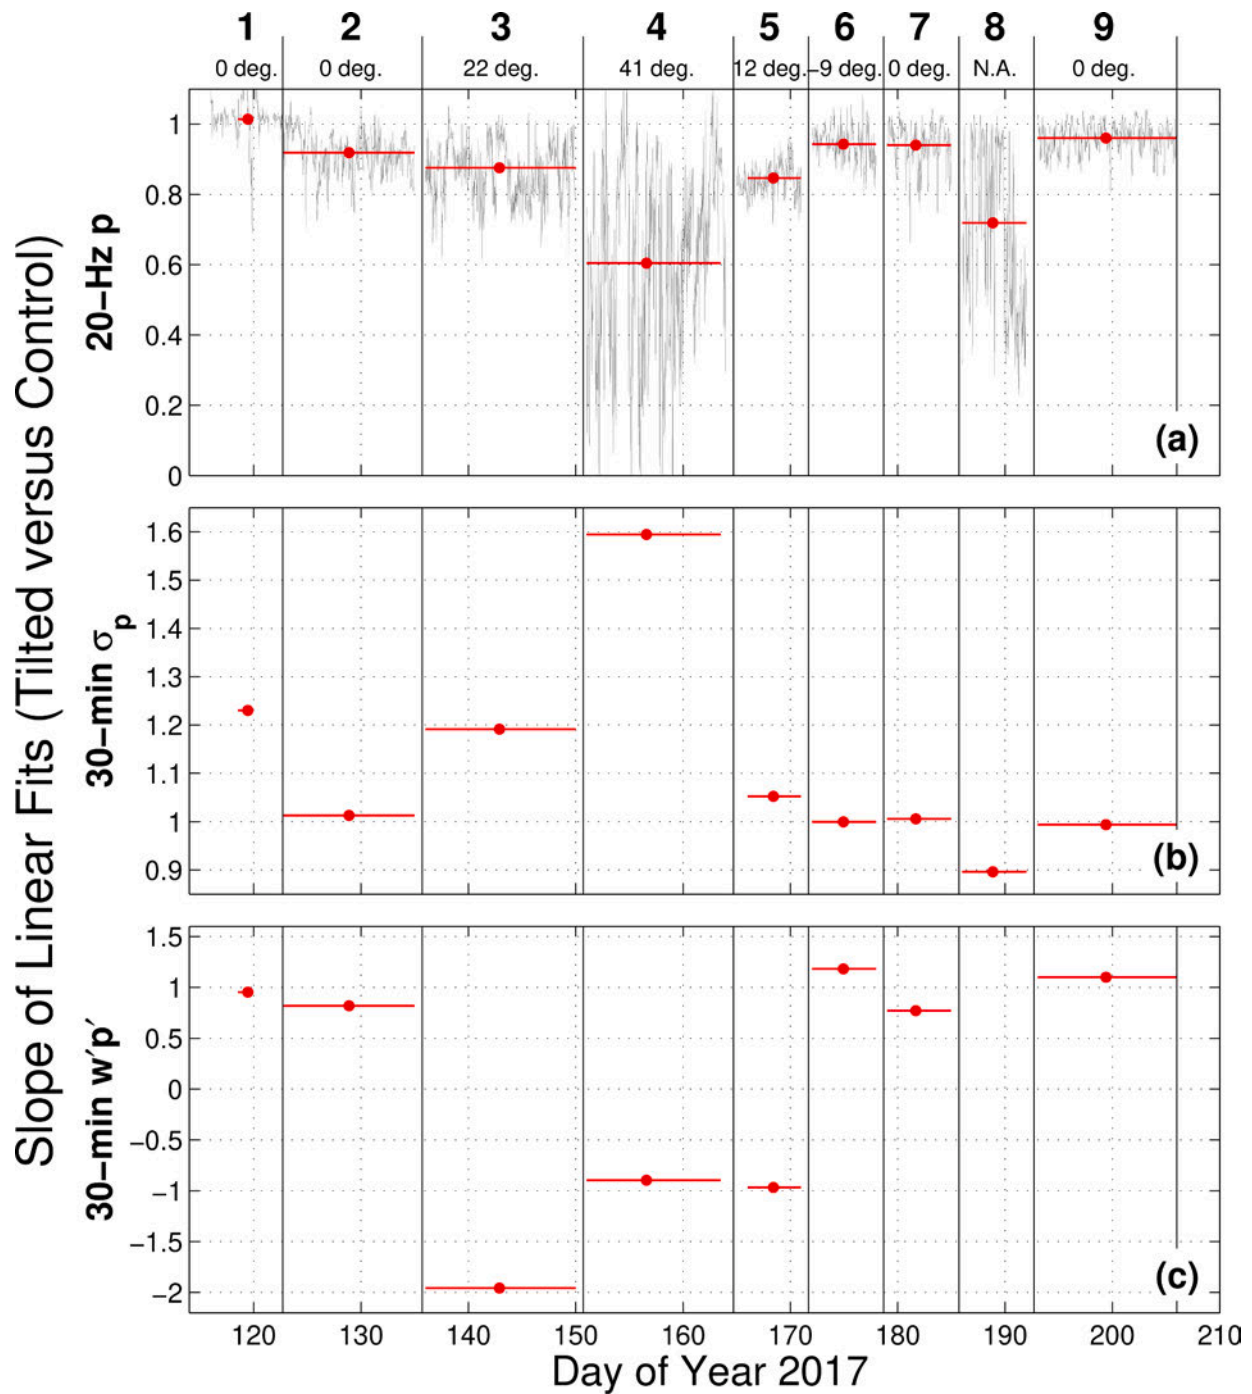 1 2 3 4 5 6 7 8 9
0 deg. 0 deg. 22 deg. 41 deg. 12 deg. −9 deg. 0 deg. N.A. 0 deg.
Slope of Linear Fits (Tilted versus Control)
20−Hz p
1
0.8
0.6
0.4
0.2
0
(a)
30−min σp
1.6
1.5
1.4
1.3
1.2
1.1
1
0.9
(b)
30−min w′p′
1.5
1
0.5
0
−0.5
−1
−1.5
−2
(c)
120 130 140 150 160 170 180 190 200 210
Day of Year 2017